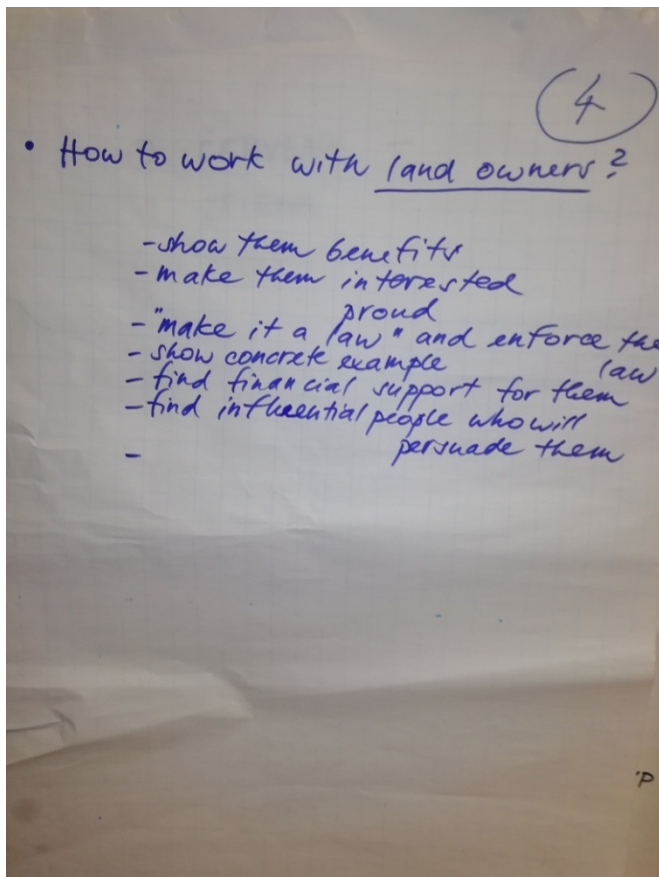 4
• How to work with land owners?
- show them benefits
- make them interested
proud
- "make it a law" and enforce the
law
- show concrete example
- find financial support for them
- find influential people who will
persuade them
-
'P